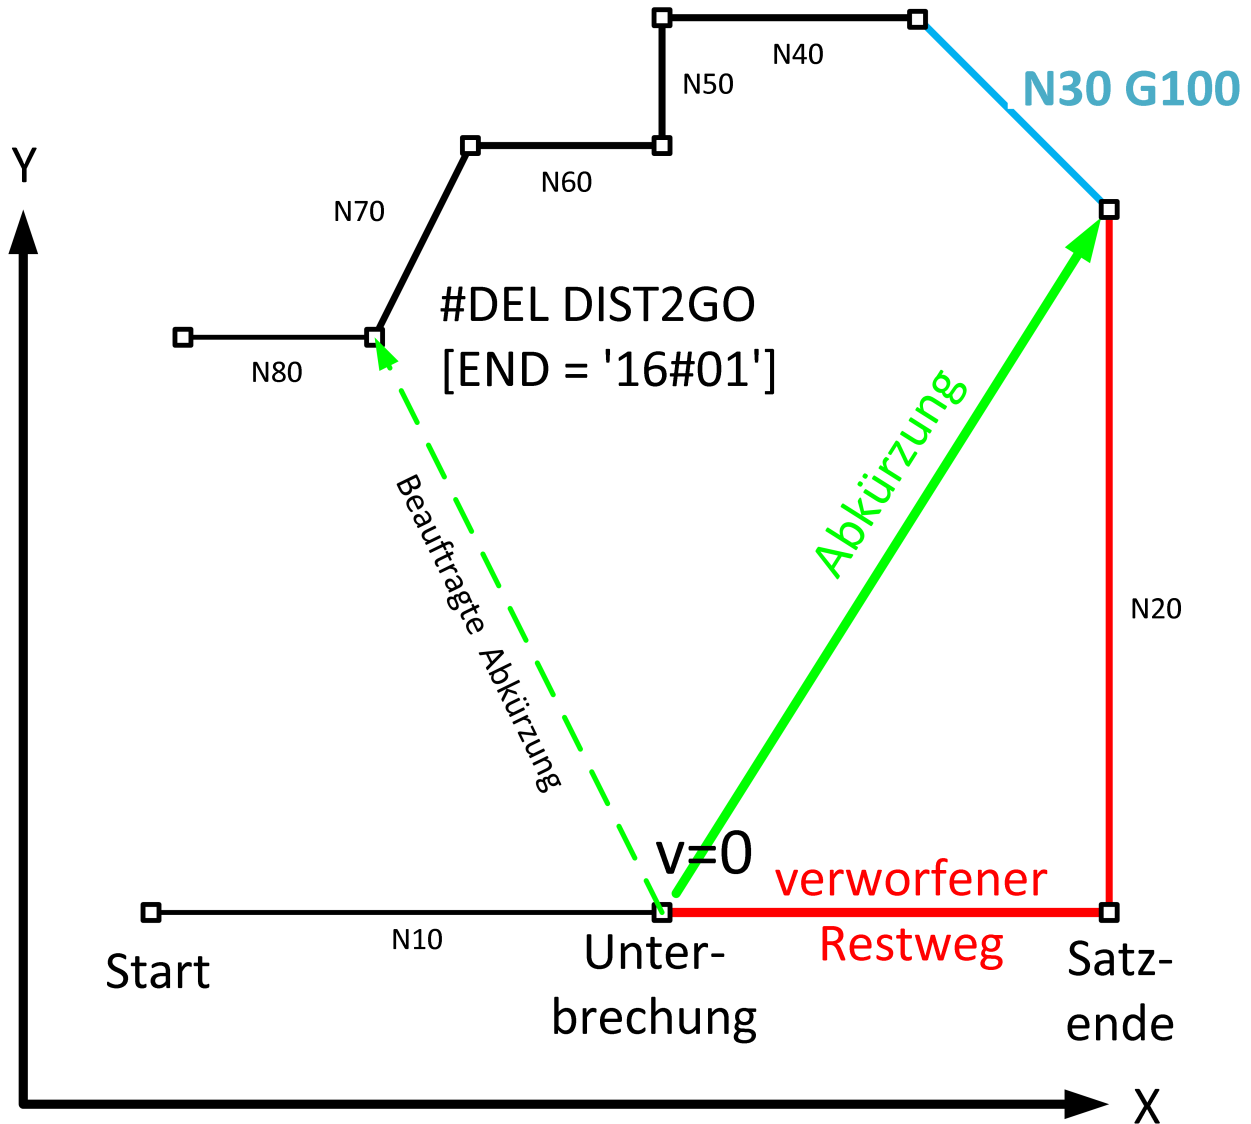 N40
N50
N30 G100
Y
N60
N70
#DEL DIST2GO
[END = '16#01']
N80
Abkürzung
Beauftragte Abkürzung
N20
v=0
verworfener
Restweg
N10
Start
Unter-
brechung
Satz-
ende
X